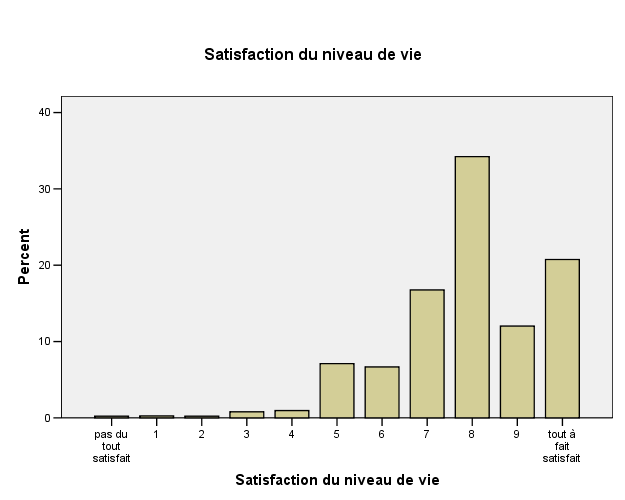 Satisfaction du niveau de vie
Percent
40
30
20
10
0
pas du
tout
satisfait
1
2
3
4
5
6
7
8
9
tout à
fait
satisfait
Satisfaction du niveau de vie